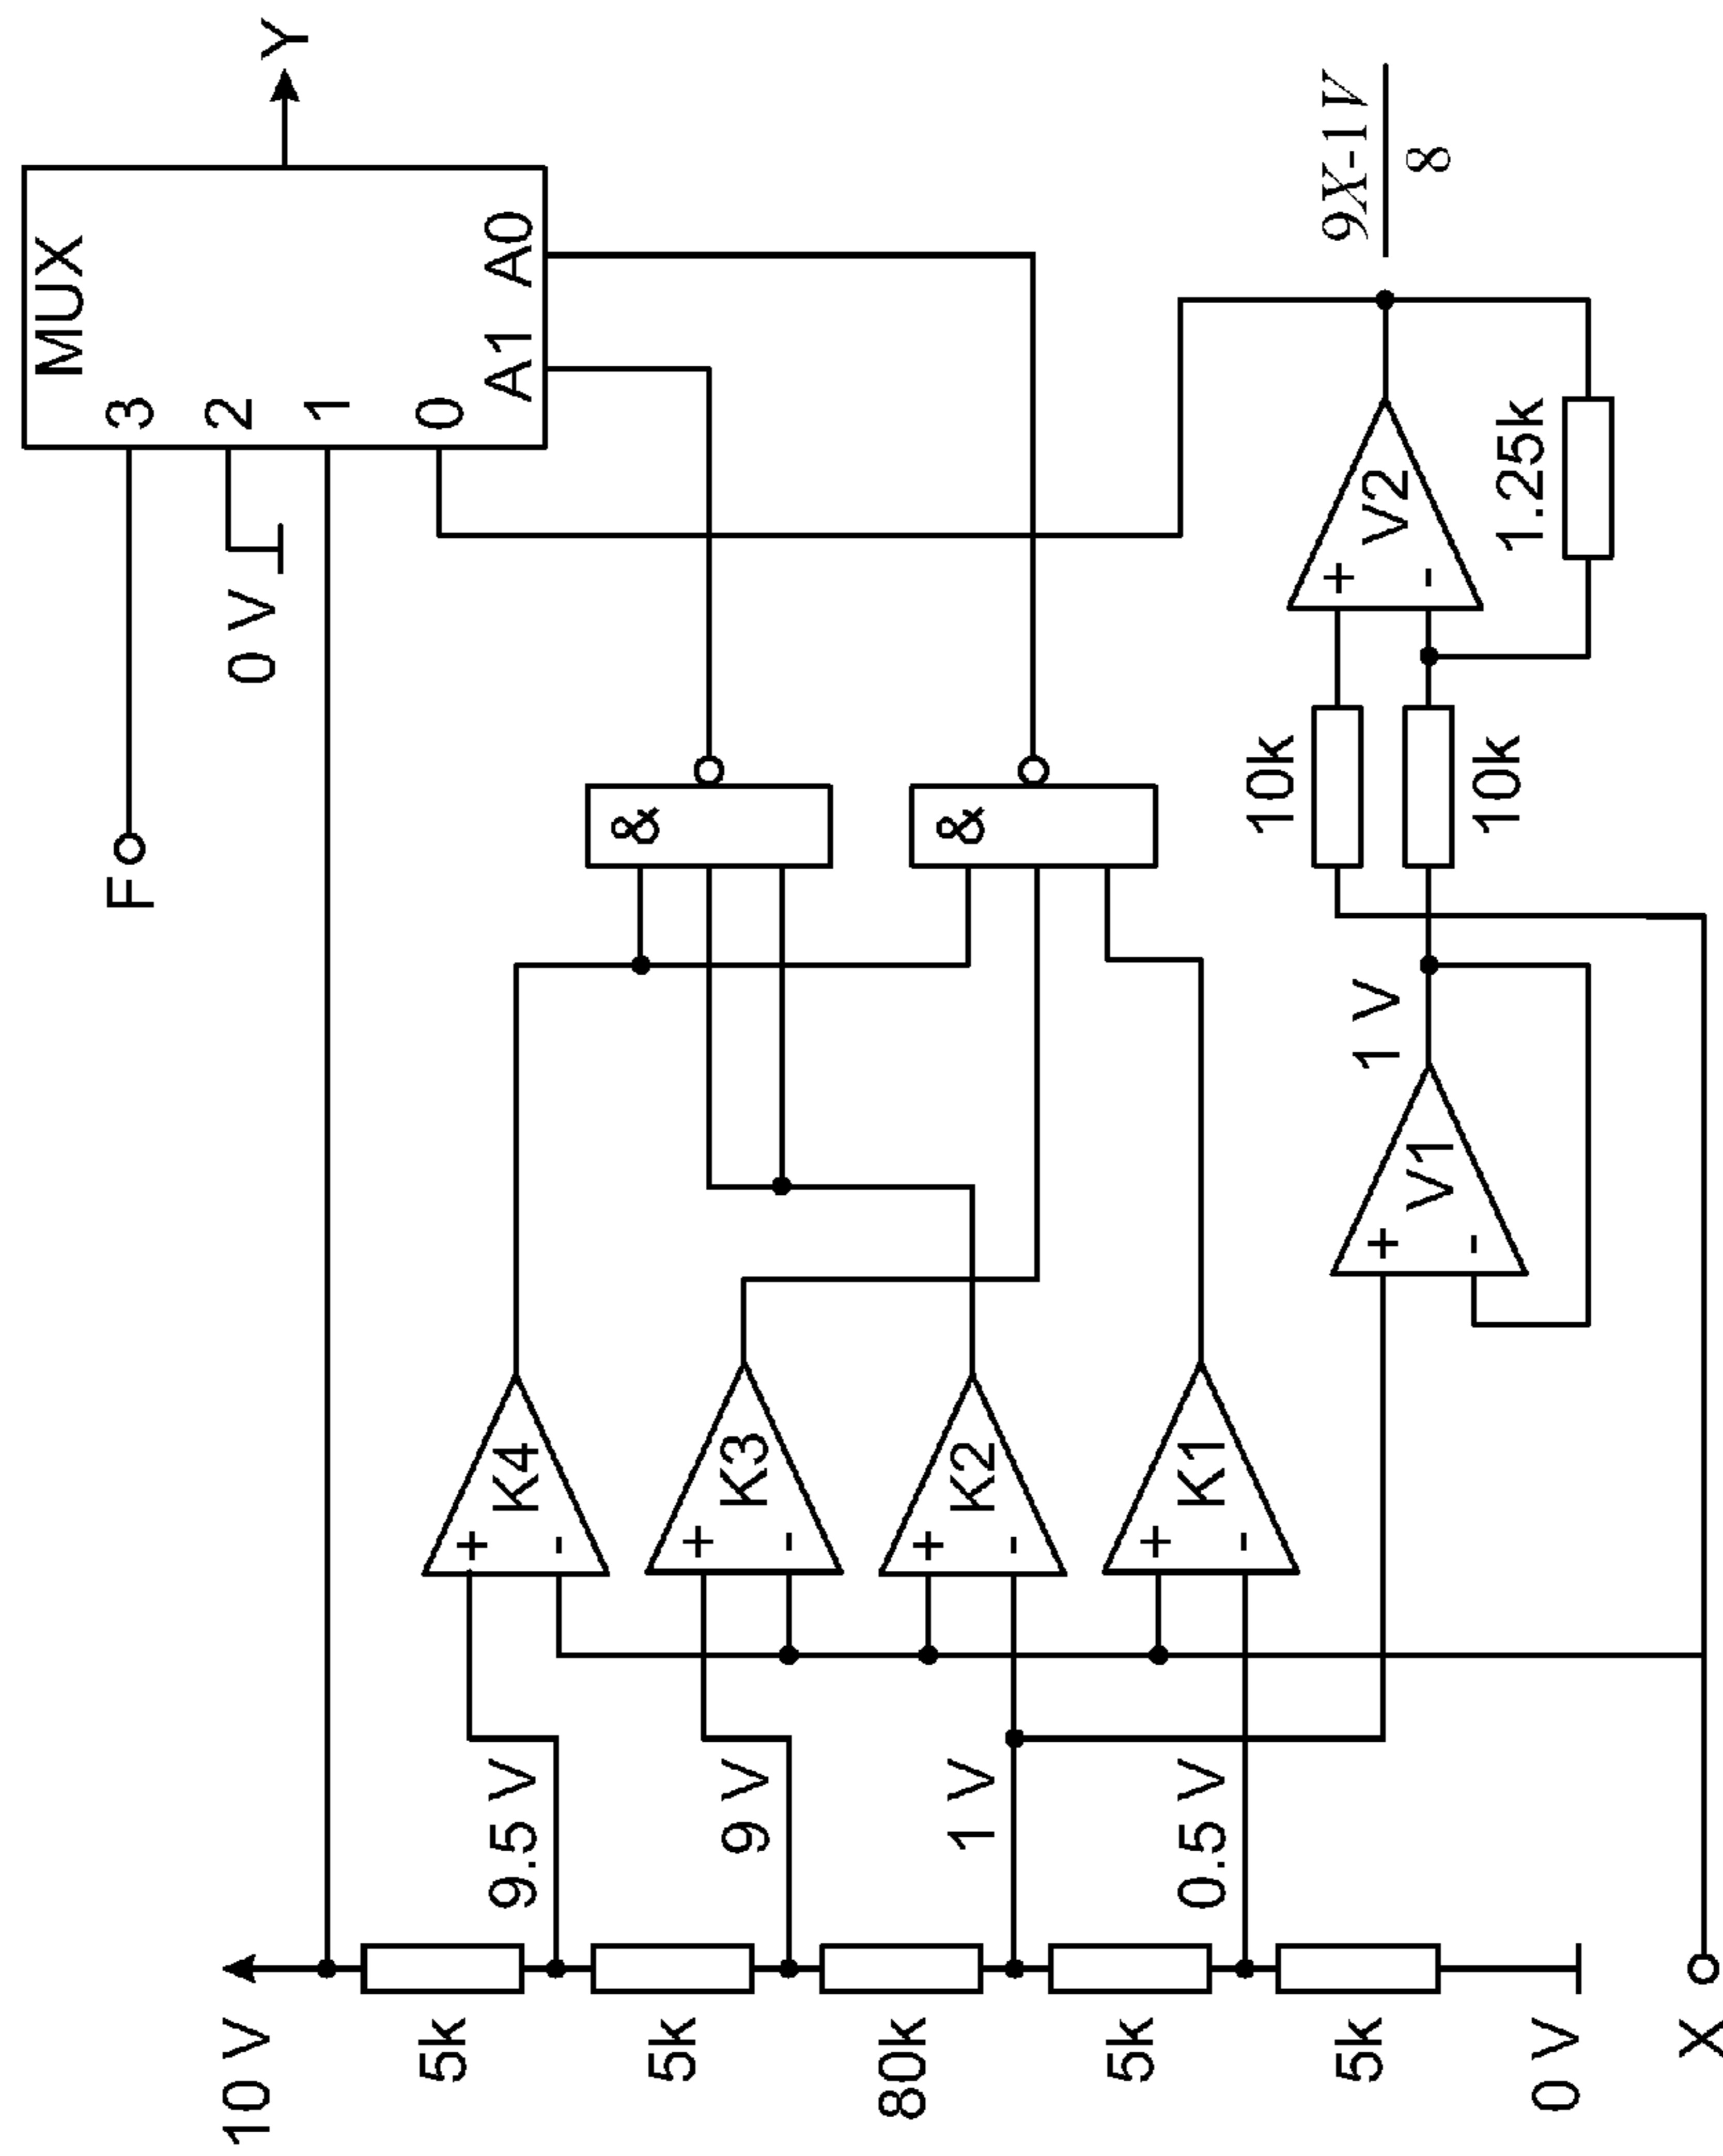 10 V
5k
5k
80k
5k
5k
0 V
X
9.5 V
9 V
1 V
0.5 V
+
-
K4
+
-
K3
+
-
K2
+
-
K1
+
-
V1
1 V
&
&
10k
10k
+
-
V2
1.25k
F
0 V
MUX
3
2
1
0
A1 A0
Y
9X-1V
8